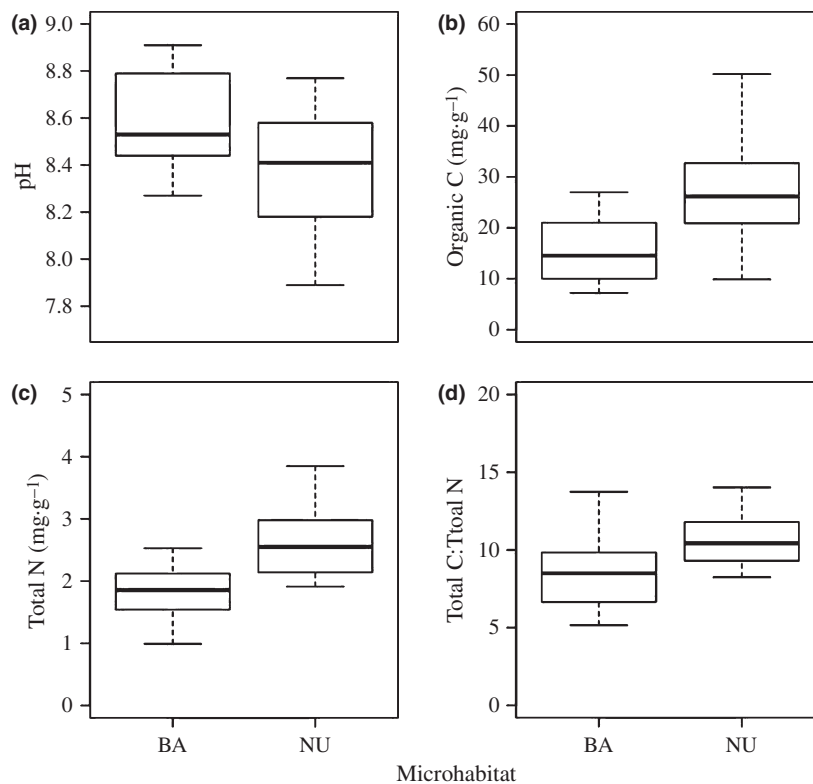 (a)
pH
9.0
8.8
8.6
8.4
8.2
8.0
7.8
(b)
Organic C (mg·g⁻¹)
60
50
40
30
20
10
0
(c)
Total N (mg·g⁻¹)
5
4
3
2
1
0
BA NU
(d)
Total C:Ttoal N
20
15
10
5
0
BA NU
Microhabitat